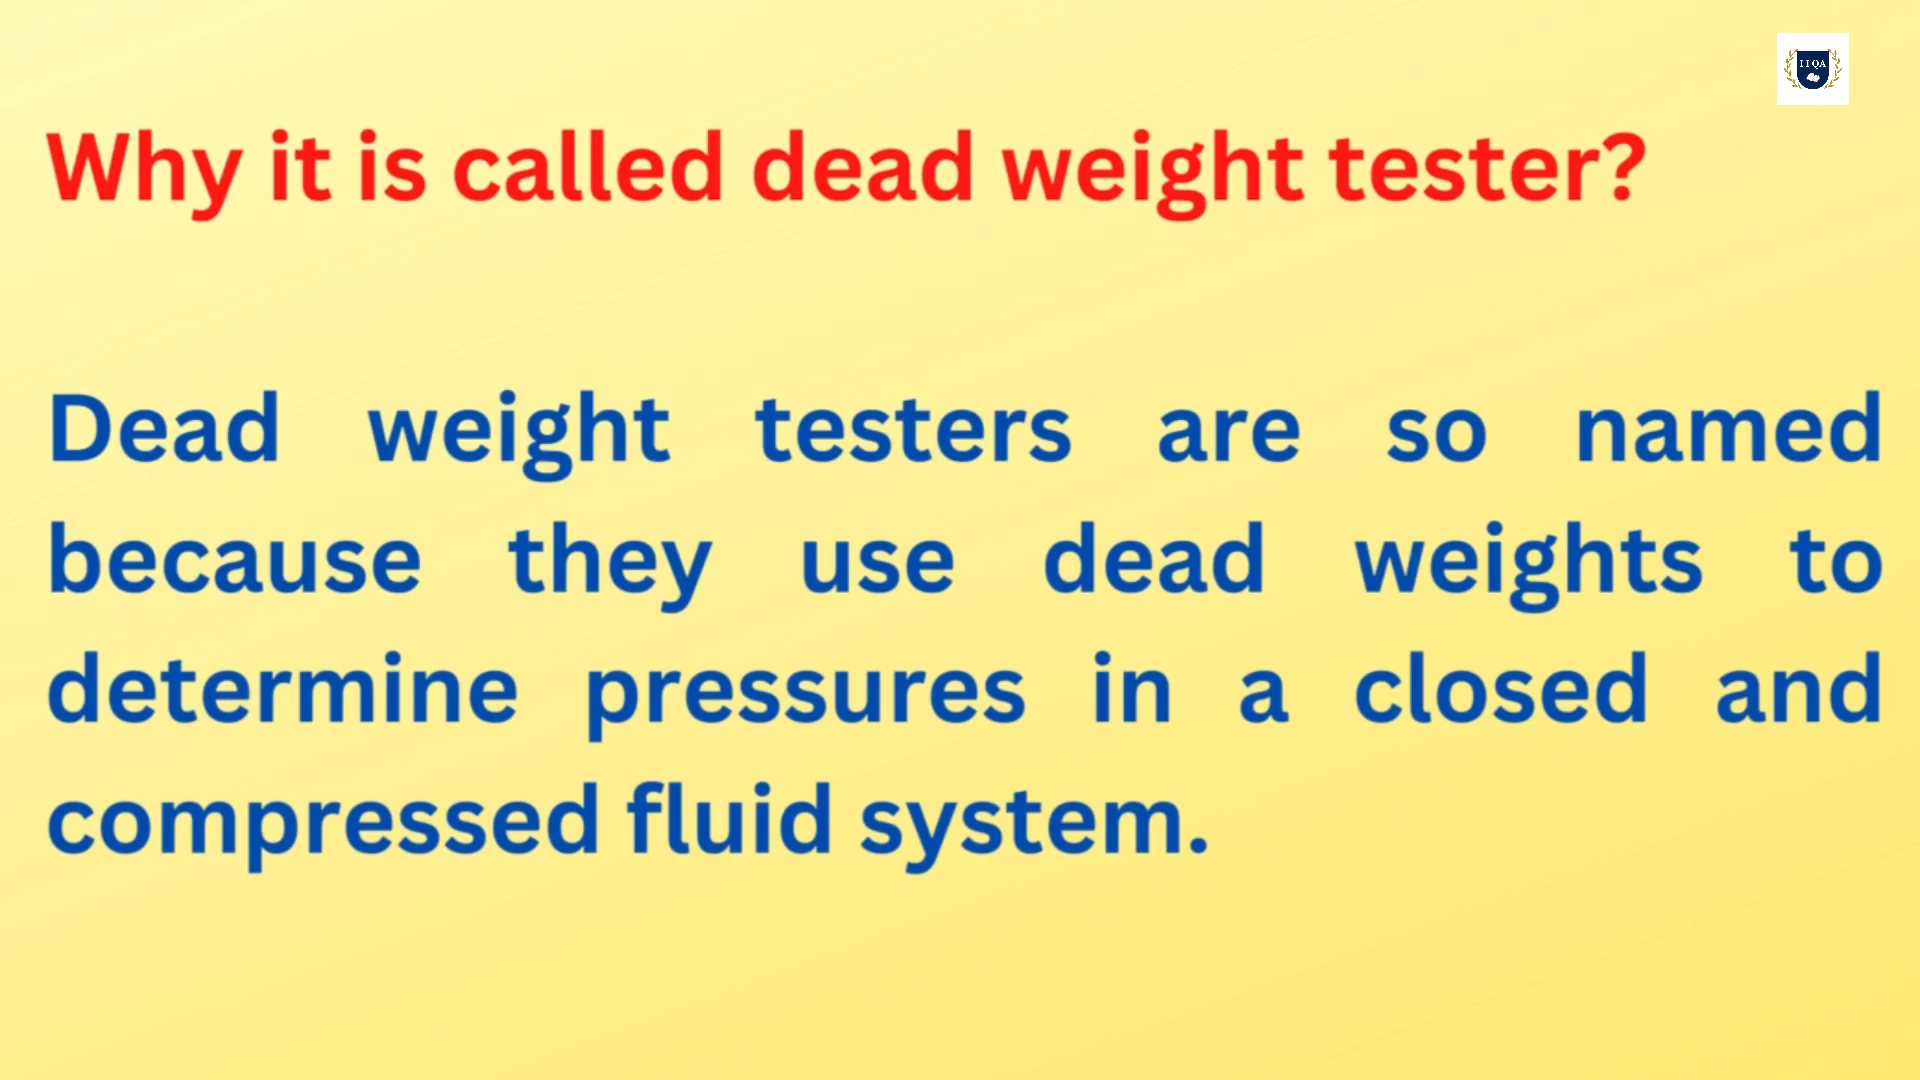 IIQA
Why it is called dead weight tester?
Dead weight testers are so named
because they use dead weights to
determine pressures in a closed and
compressed fluid system.